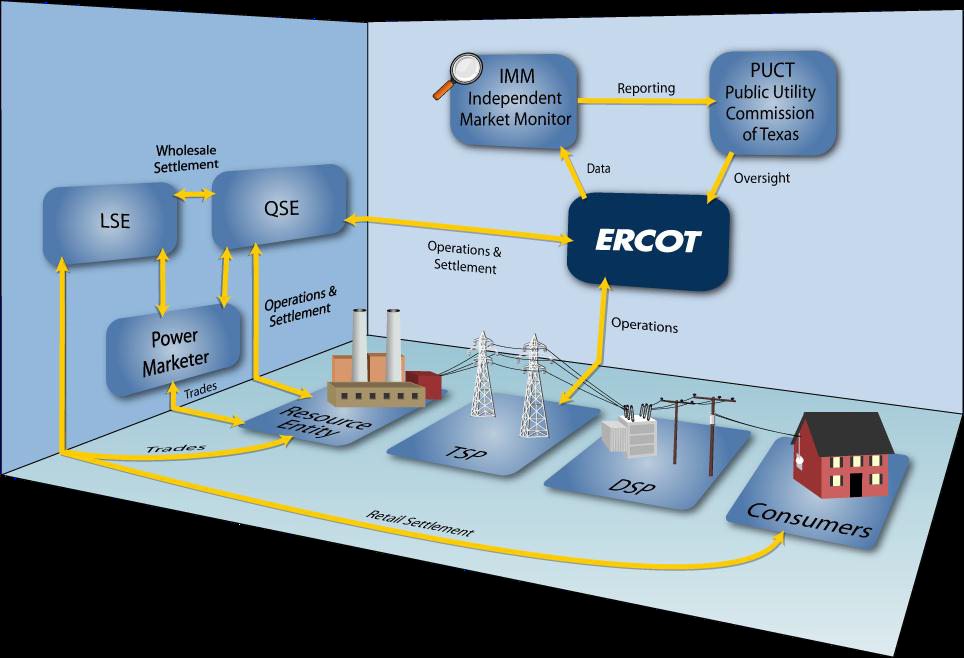 IMM
Independent
Market Monitor
Reporting
PUCT
Public Utility
Commission
of Texas
Data
Oversight
Wholesale
Settlement
LSE
QSE
ERCOT
Operations &
Settlement
Operations &
Settlement
Operations
Power
Marketer
Trades
Resource
Entity
Trades
TSP
DSP
Consumers
Retail Settlement